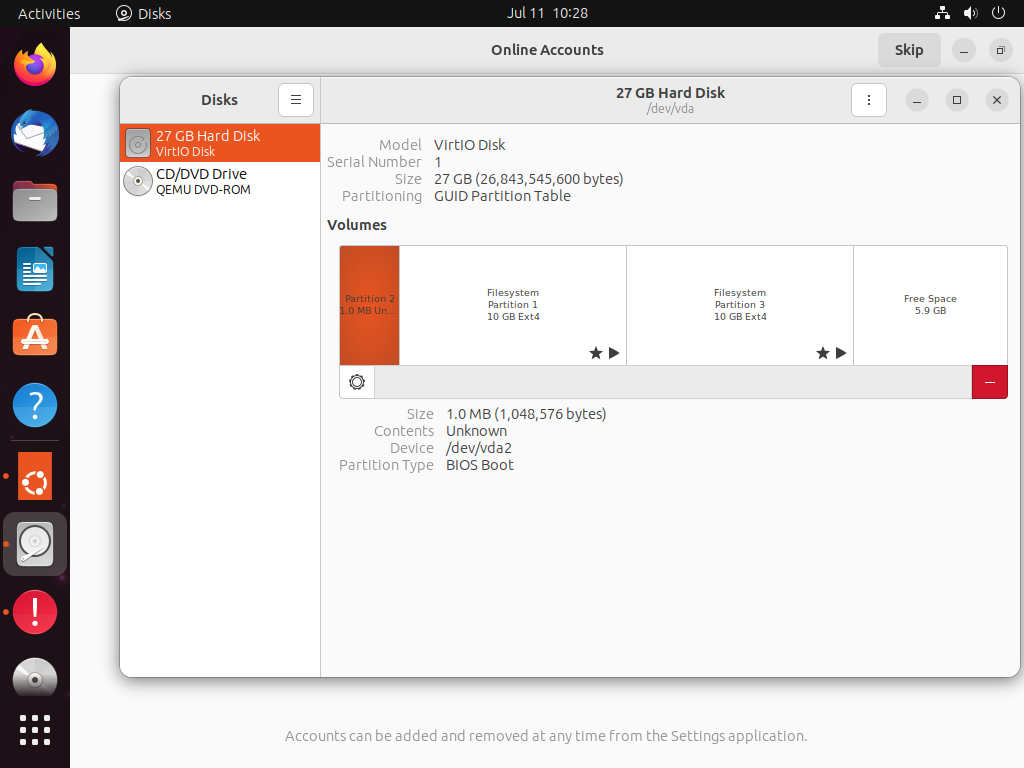 Activities
Disks
Jul 11 10:28
Online Accounts
Skip
Disks
27 GB Hard Disk
/dev/vda
27 GB Hard Disk
VirtIO Disk
CD/DVD Drive
QEMU DVD-ROM
Model VirtIO Disk
Serial Number 1
Size 27 GB (26,843,545,600 bytes)
Partitioning GUID Partition Table
Volumes
Partition 2
1.0 MB Un...
Filesystem
Partition 1
10 GB Ext4
Filesystem
Partition 3
10 GB Ext4
Free Space
5.9 GB
Size 1.0 MB (1,048,576 bytes)
Contents Unknown
Device /dev/vda2
Partition Type BIOS Boot
Accounts can be added and removed at any time from the Settings application.